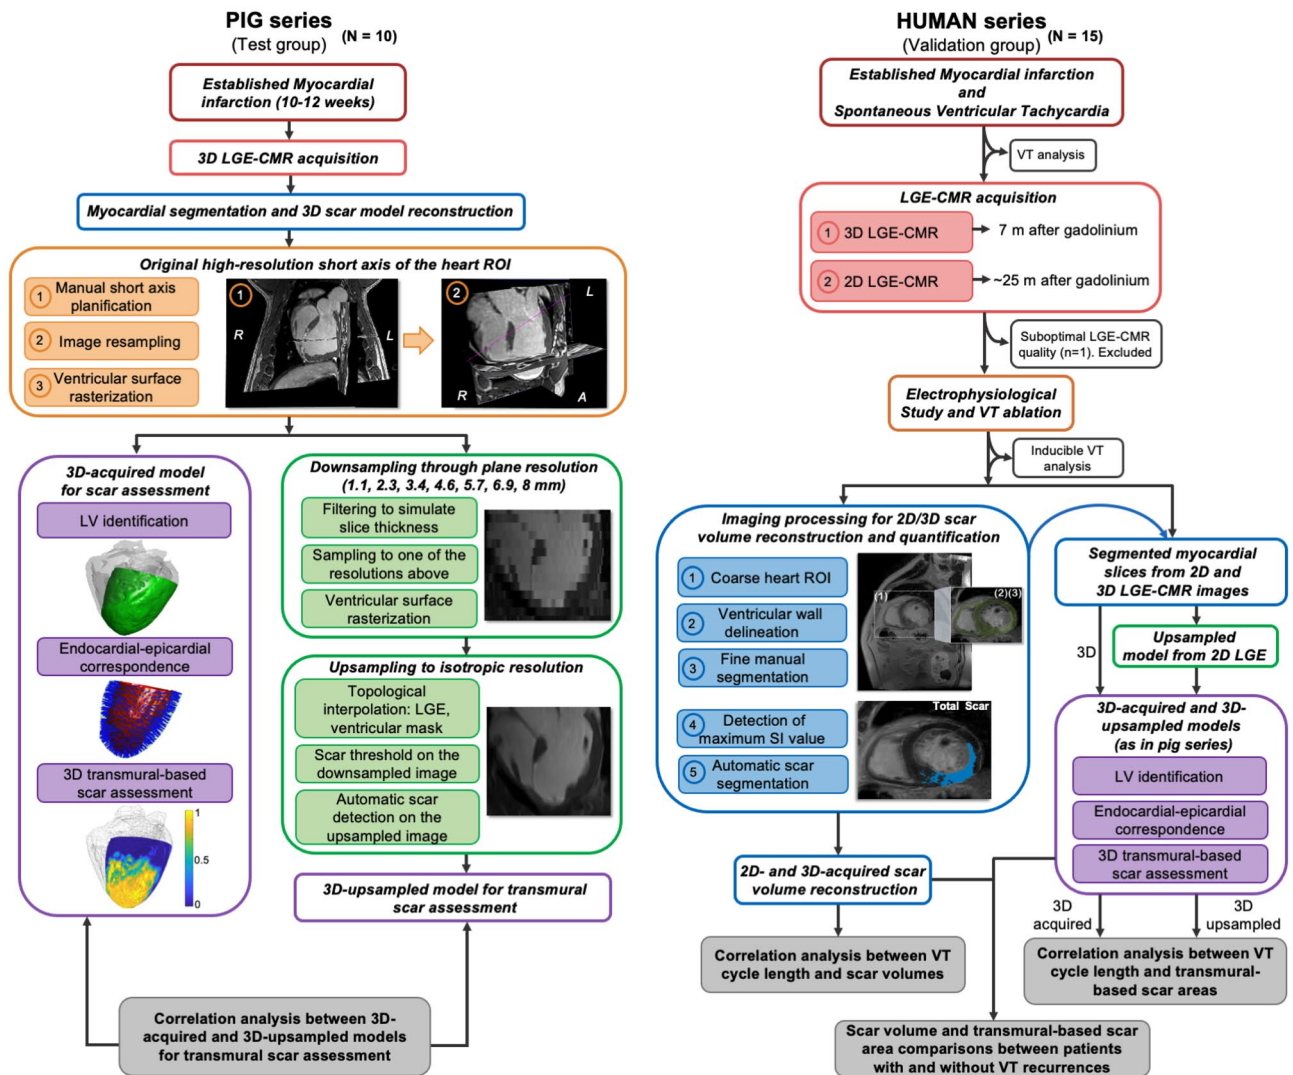 PIG series
(Test group)
(N = 10)
Established Myocardial
infarction (10-12 weeks)
3D LGE-CMR acquisition
Myocardial segmentation and 3D scar model reconstruction
Original high-resolution short axis of the heart ROI
1
Manual short axis
planification
2
Image resampling
3
Ventricular surface
rasterization
1
R
L
2
L
R
A
3D-acquired model
for scar assessment
LV identification
Endocardial-epicardial
correspondence
3D transmural-based
scar assessment
1
0.5
0
Downsampling through plane resolution
(1.1, 2.3, 3.4, 4.6, 5.7, 6.9, 8 mm)
Filtering to simulate
slice thickness
Sampling to one of the
resolutions above
Ventricular surface
rasterization
Upsampling to isotropic resolution
Topological
interpolation: LGE,
ventricular mask
Scar threshold on the
downsampled image
Automatic scar
detection on the
upsampled image
3D-upsampled model for transmural
scar assessment
Correlation analysis between 3D-
acquired and 3D-upsampled models
for transmural scar assessment
HUMAN series
(Validation group)
(N = 15)
Established Myocardial infarction
and
Spontaneous Ventricular Tachycardia
VT analysis
LGE-CMR acquisition
1
3D LGE-CMR
7 m after gadolinium
2
2D LGE-CMR
~25 m after gadolinium
Suboptimal LGE-CMR
quality (n=1). Excluded
Electrophysiological
Study and VT ablation
Inducible VT
analysis
Imaging processing for 2D/3D scar
volume reconstruction and quantification
1
Coarse heart ROI
2
Ventricular wall
delineation
3
Fine manual
segmentation
4
Detection of
maximum SI value
5
Automatic scar
segmentation
(1)
(2)(3)
Total Scar
Segmented myocardial
slices from 2D and
3D LGE-CMR images
3D
Upsampled
model from 2D LGE
3D-acquired and 3D-
upsampled models
(as in pig series)
LV identification
Endocardial-epicardial
correspondence
3D transmural-based
scar assessment
2D- and 3D-acquired scar
volume reconstruction
3D
acquired
3D
upsampled
Correlation analysis between VT
cycle length and scar volumes
Correlation analysis between VT
cycle length and transmural-
based scar areas
Scar volume and transmural-based scar
area comparisons between patients
with and without VT recurrences